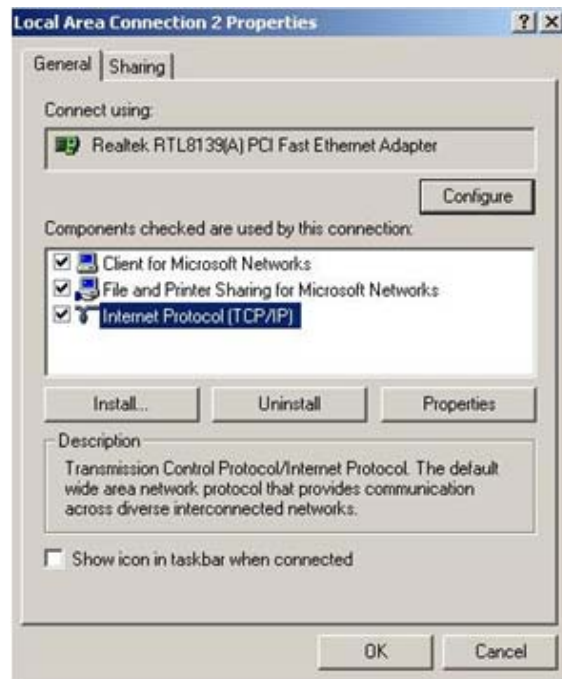 Local Area Connection 2 Properties
General
Sharing
Connect using:
Realtek RTL8139(A) PCI Fast Ethernet Adapter
Configure
Components checked are used by this connection:
Client for Microsoft Networks
File and Printer Sharing for Microsoft Networks
Internet Protocol (TCP/IP)
Install...
Uninstall
Properties
Description
Transmission Control Protocol/Internet Protocol. The default
wide area network protocol that provides communication
across diverse interconnected networks.
Show icon in taskbar when connected
OK
Cancel